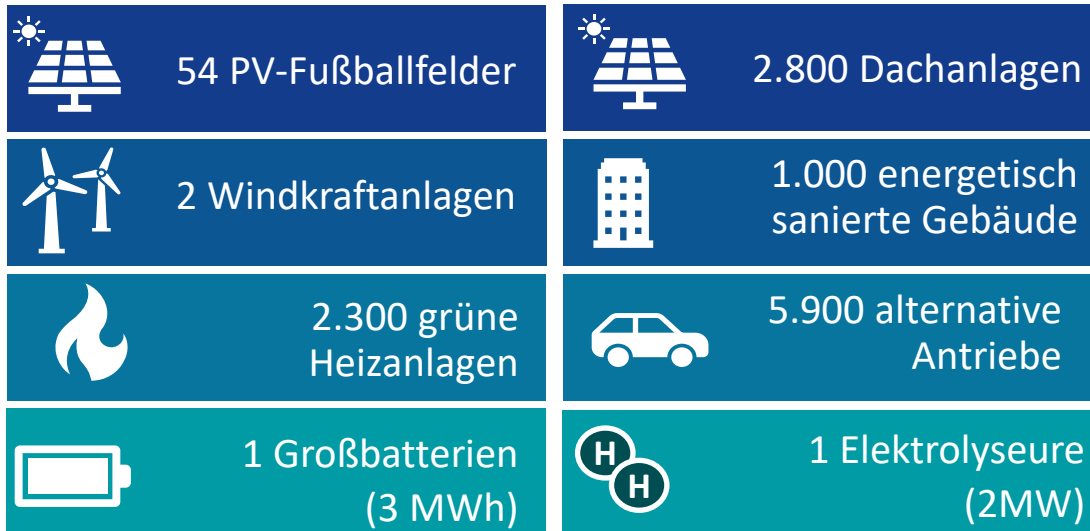 54 PV-Fußballfelder
2.800 Dachanlagen
2 Windkraftanlagen
1.000 energetisch
sanierte Gebäude
2.300 grüne
Heizanlagen
5.900 alternative
Antriebe
1 Großbatterien
(3 MWh)
H
H
1 Elektrolyseure
(2MW)